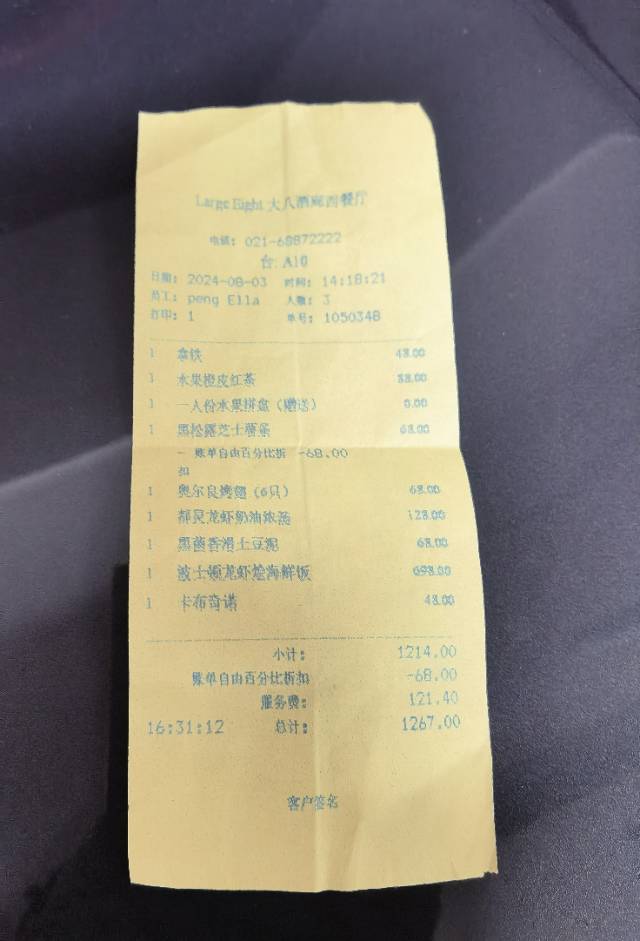 Large Eight 大八酒廊西餐厅
电话: 021-68872222
台: A10
日期: 2024-08-03 时间: 14:18:21
员工: peng Ella 人数: 3
打印: 1 单号: 1050348
1 拿铁 48.00
1 水果橙皮红茶 88.00
1 一人份水果拼盘（赠送） 0.00
1 黑松露芝士薯条 68.00
- 账单自由百分比折 -68.00
扣
1 奥尔良烤翅（6只） 68.00
1 都灵龙虾奶油浓汤 128.00
1 黑菌香滑土豆泥 68.00
1 波士顿龙虾烩海鲜饭 698.00
1 卡布奇诺 48.00
小计: 1214.00
账单自由百分比折扣 -68.00
服务费: 121.40
16:31:12 总计: 1267.00
客户签名